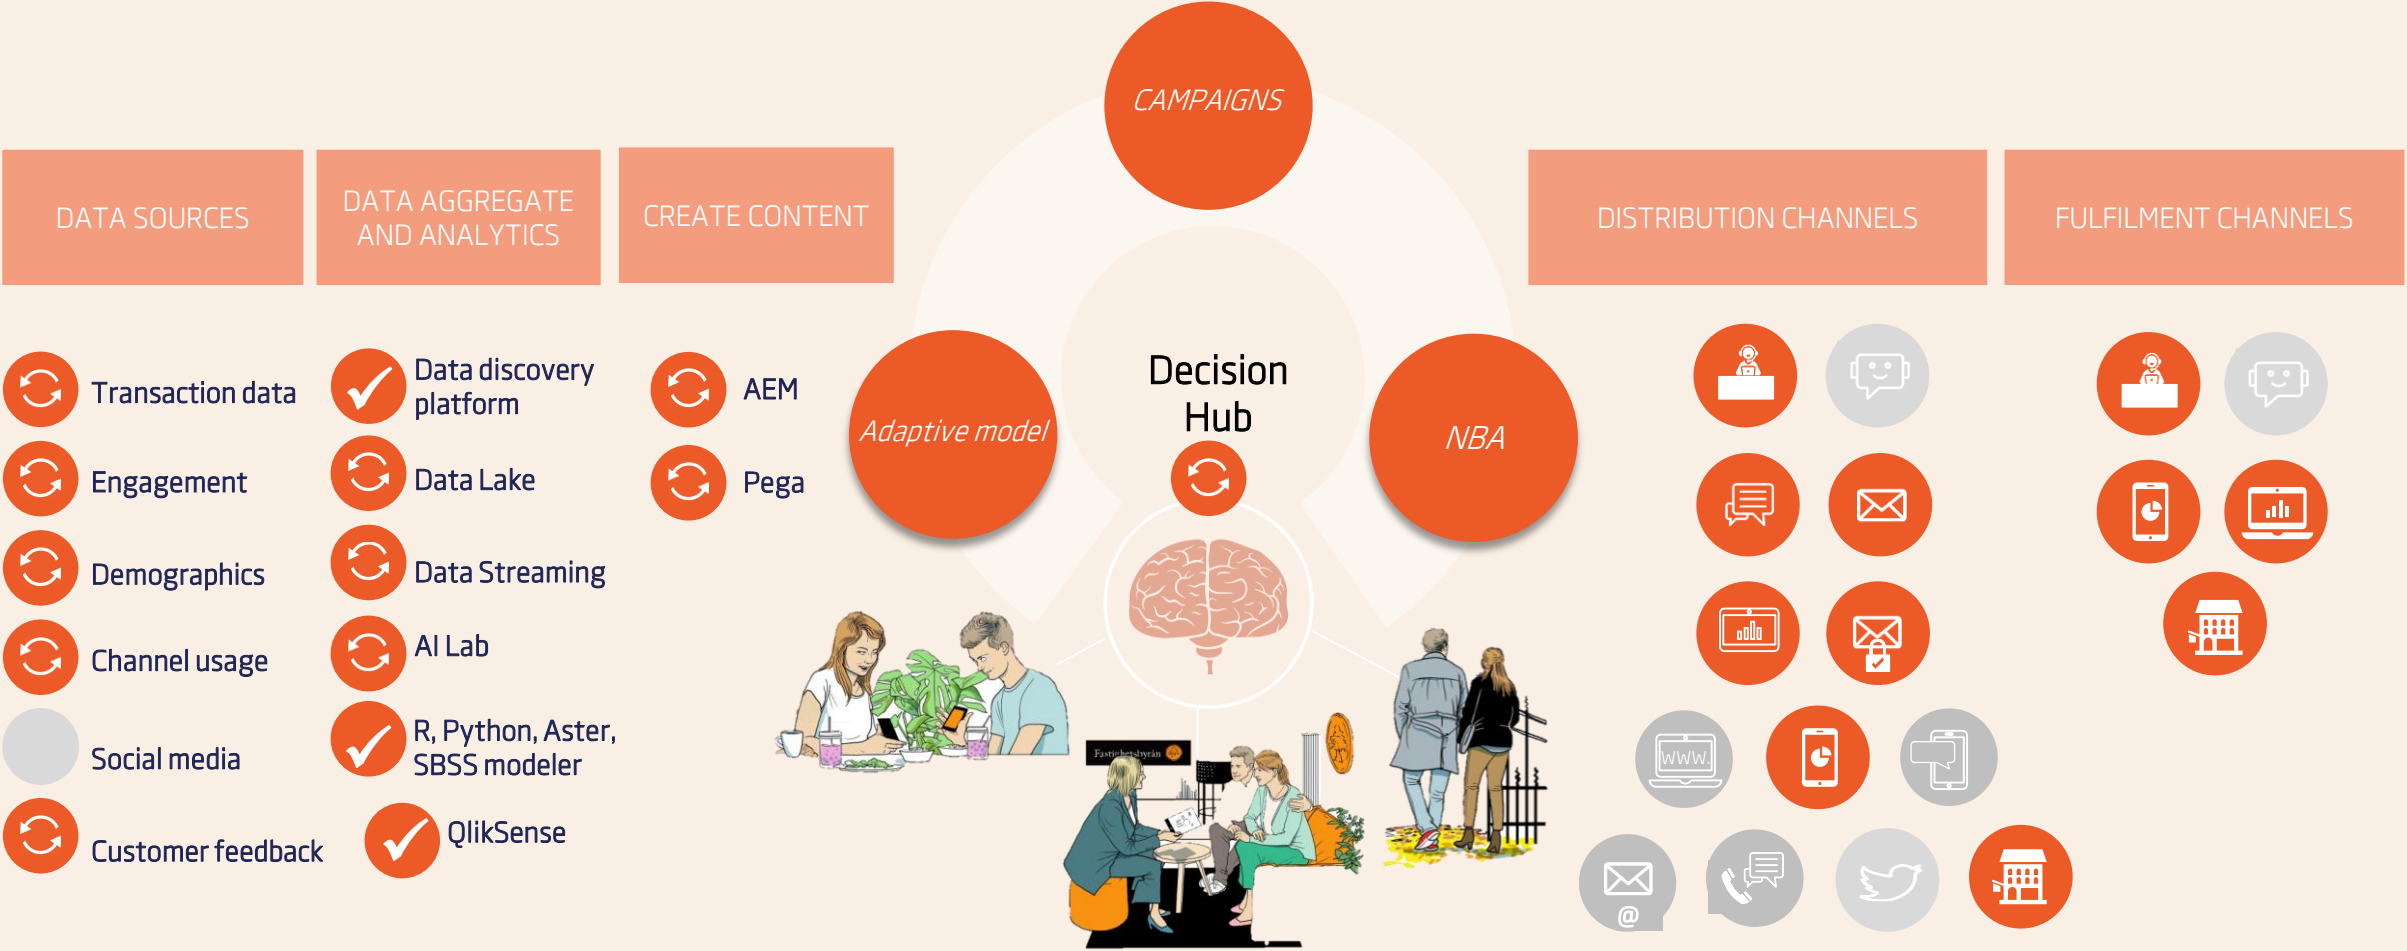 CAMPAIGNS
DATA SOURCES
DATA AGGREGATE
AND ANALYTICS
CREATE CONTENT
DISTRIBUTION CHANNELS
FULFILMENT CHANNELS
Transaction data
Engagement
Demographics
Channel usage
Social media
Customer feedback
Data discovery
platform
Data Lake
Data Streaming
AI Lab
R, Python, Aster,
SBSS modeler
QlikSense
AEM
Pega
Adaptive model
Decision
Hub
NBA
Fastighetsbyrån
WWW.
@